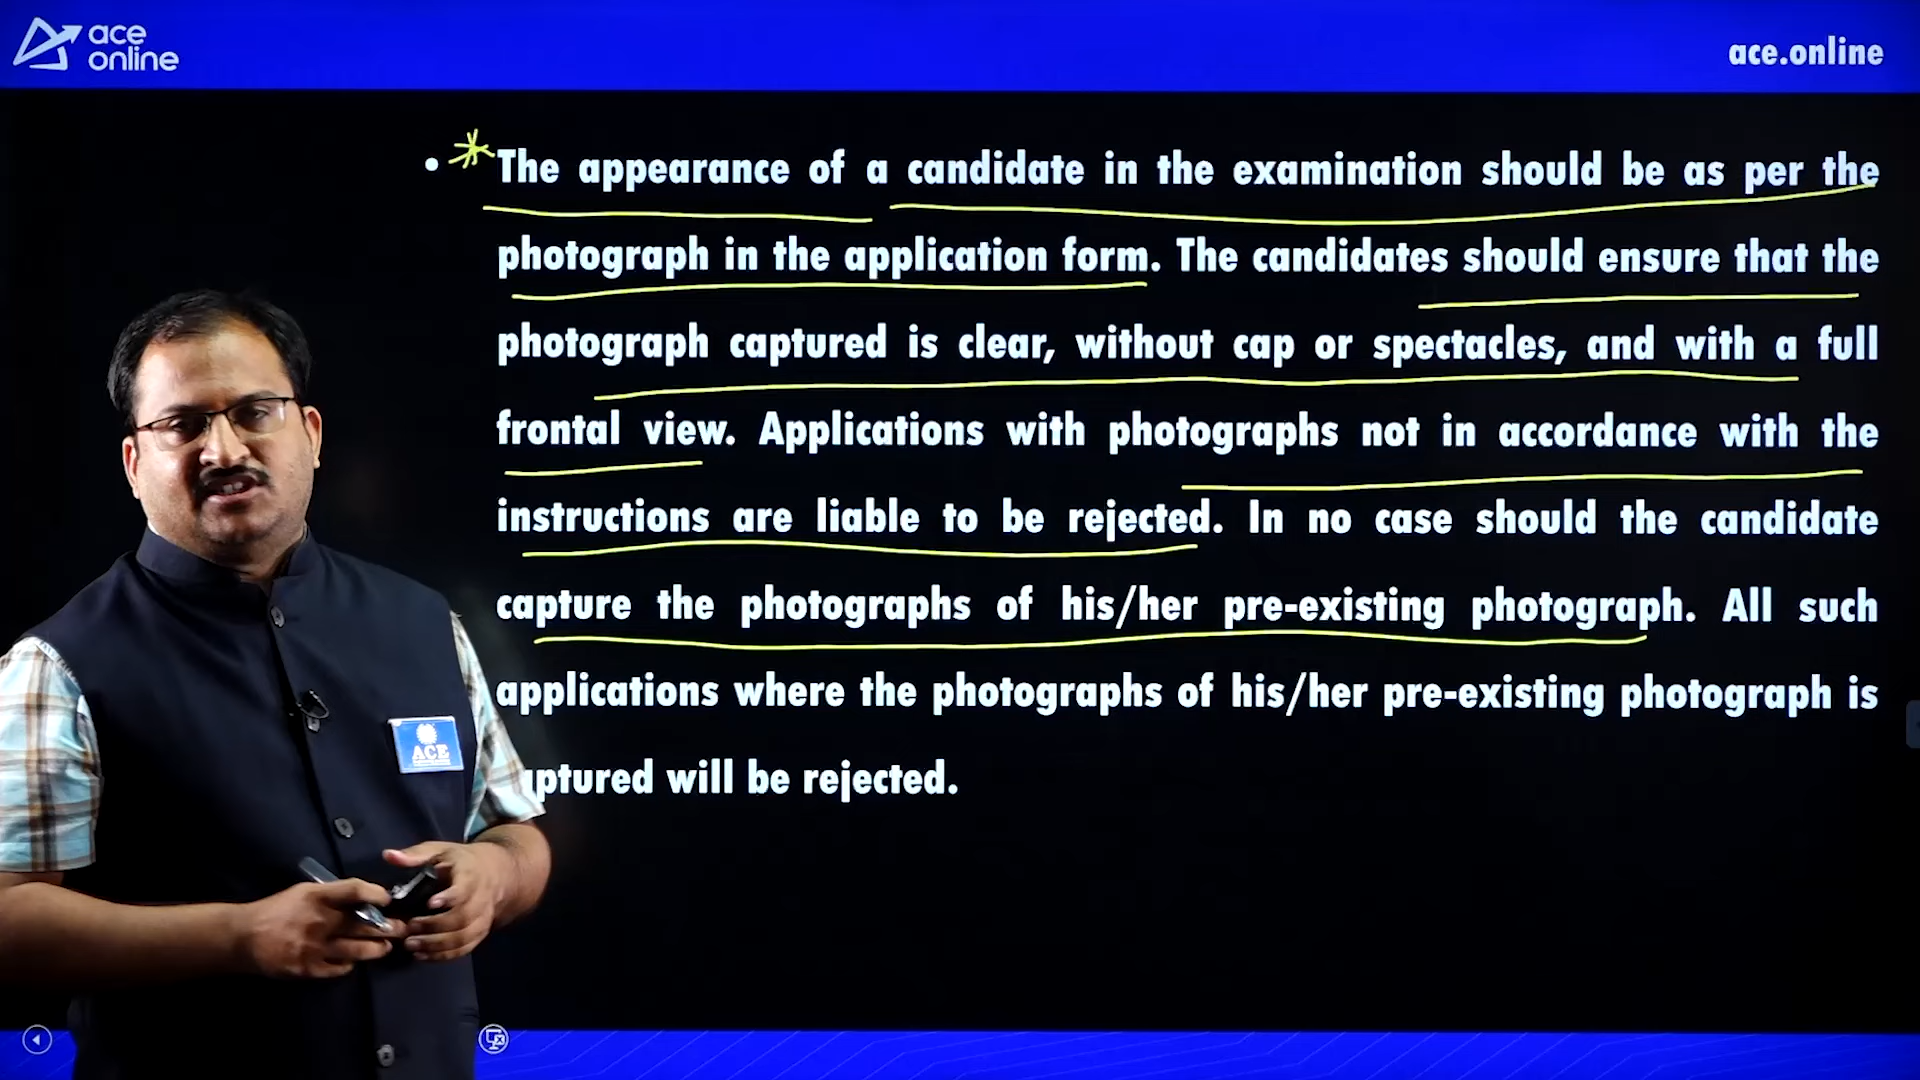 ace
online
ace.online
• * The appearance of a candidate in the examination should be as per the
photograph in the application form. The candidates should ensure that the
photograph captured is clear, without cap or spectacles, and with a full
frontal view. Applications with photographs not in accordance with the
instructions are liable to be rejected. In no case should the candidate
capture the photographs of his/her pre-existing photograph. All such
applications where the photographs of his/her pre-existing photograph is
aptured will be rejected.
ACE